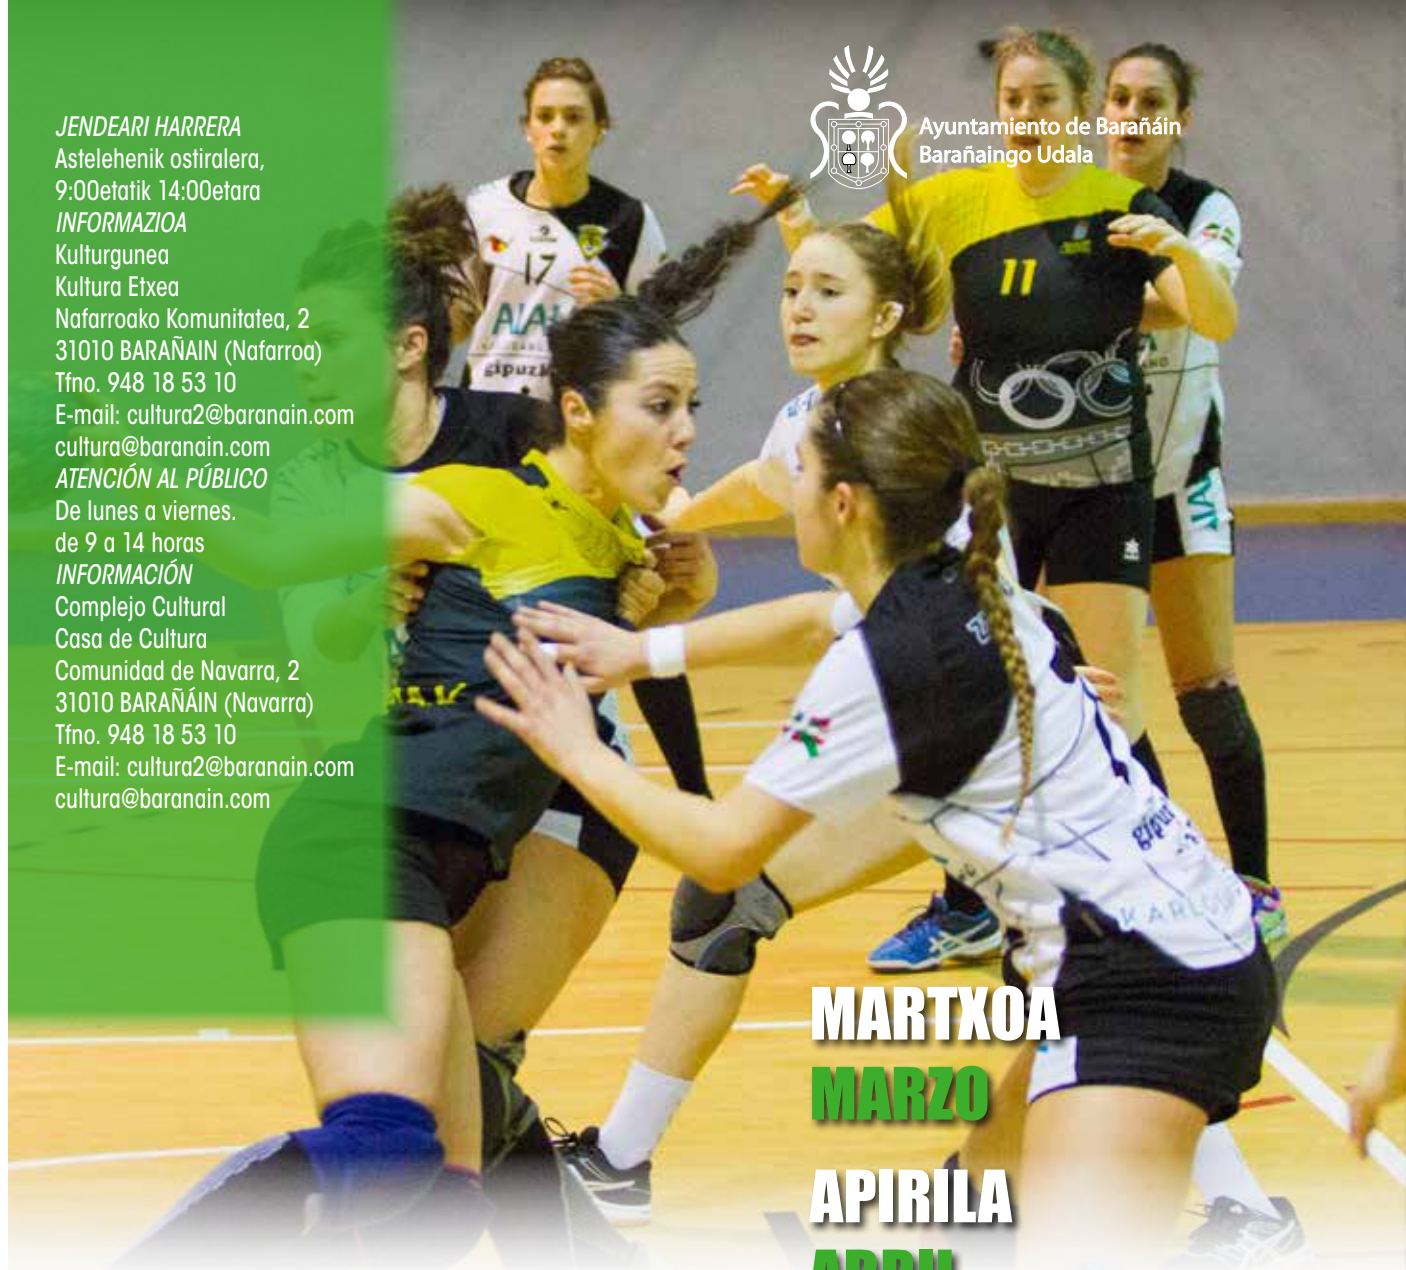 JENDEARI HARRERA
Astelehenik ostiralera,
9:00etatik 14:00etara
INFORMAZIOA
Kulturgunea
Kultura Etxea
Nafarroako Komunitatea, 2
31010 BARAÑAIN (Nafarroa)
Tfno. 948 18 53 10
E-mail: cultura2@baranain.com
cultura@baranain.com
ATENCIÓN AL PÚBLICO
De lunes a viernes.
de 9 a 14 horas
INFORMACIÓN
Complejo Cultural
Casa de Cultura
Comunidad de Navarra, 2
31010 BARAÑÁIN (Navarra)
Tfno. 948 18 53 10
E-mail: cultura2@baranain.com
cultura@baranain.com
Ayuntamiento de Barañáin
Barañaingo Udala
17
11
MARTXOA
MARZO
APIRILA
ABRIL